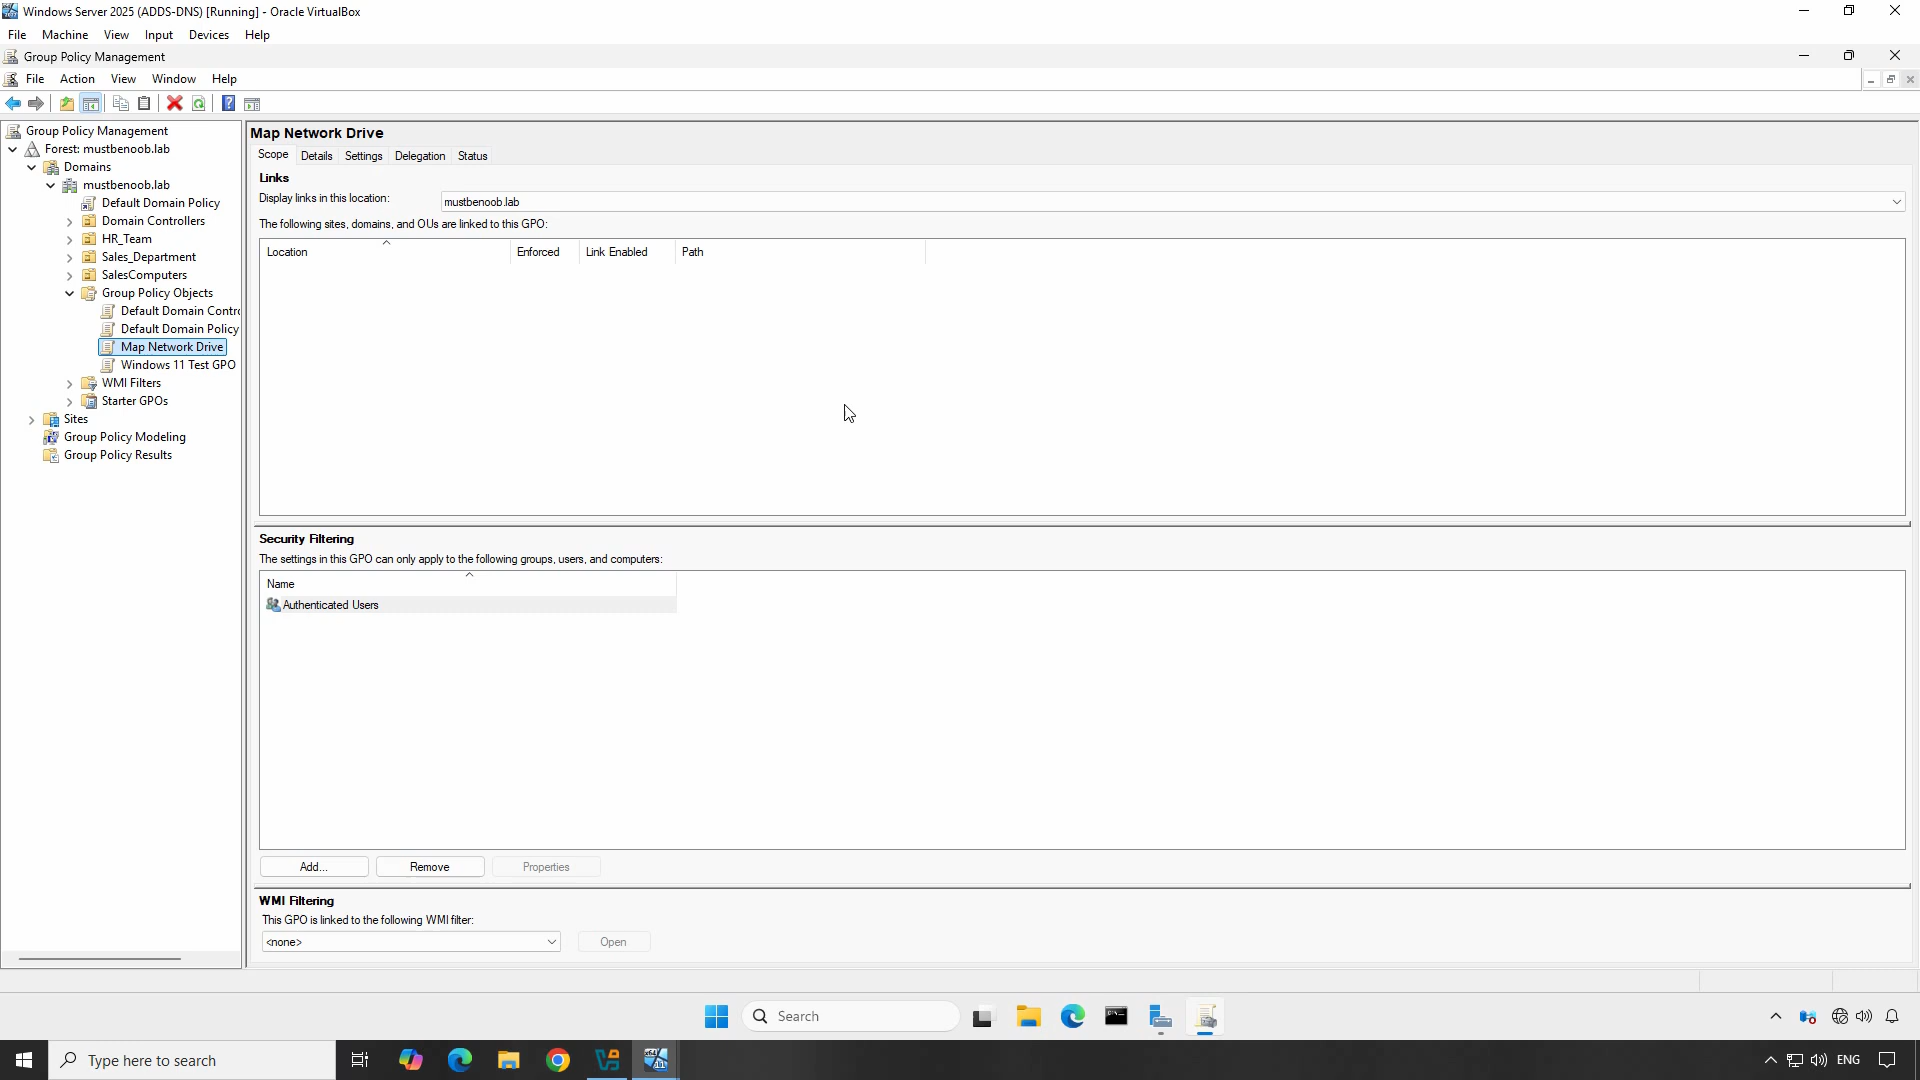 Windows Server 2025 (ADDS-DNS) [Running] - Oracle VirtualBox
File Machine View Input Devices Help
Group Policy Management
File Action View Window Help
Group Policy Management
Forest: mustbenoob.lab
Domains
mustbenoob.lab
Default Domain Policy
Domain Controllers
HR_Team
Sales_Department
SalesComputers
Group Policy Objects
Default Domain Contro
Default Domain Policy
Map Network Drive
Windows 11 Test GPO
WMI Filters
Starter GPOs
Sites
Group Policy Modeling
Group Policy Results
Map Network Drive
Scope Details Settings Delegation Status
Links
Display links in this location: mustbenoob.lab
The following sites, domains, and OUs are linked to this GPO:
Location Enforced Link Enabled Path
Security Filtering
The settings in this GPO can only apply to the following groups, users, and computers:
Name
Authenticated Users
Add... Remove Properties
WMI Filtering
This GPO is linked to the following WMI filter:
<none> Open
Search
Type here to search
ENG